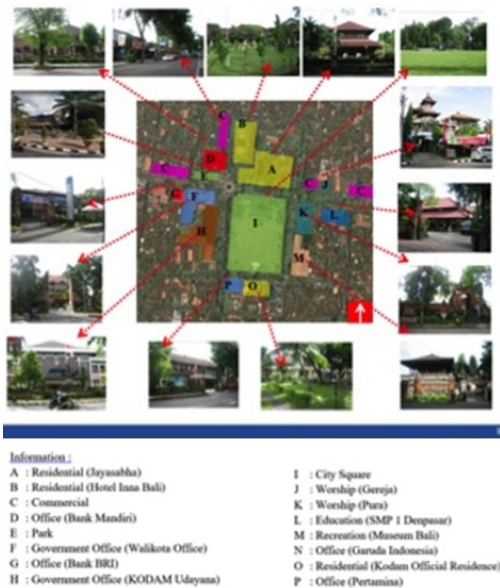 C
B
D
A
C
E
C
J
C
G
F
I
K
L
H
M
P
O
Information :
A : Residential (Jayasabha)
B : Residential (Hotel Inna Bali)
C : Commercial
D : Office (Bank Mandiri)
E : Park
F : Government Office (Walikota Office)
G : Office (Bank BRI)
H : Government Office (KODAM Udayana)
I : City Square
J : Worship (Gereja)
K : Worship (Pura)
L : Education (SMP 1 Denpasar)
M : Recreation (Museum Bali)
N : Office (Garuda Indonesia)
O : Residential (Kodam Official Residence)
P : Office (Pertamina)